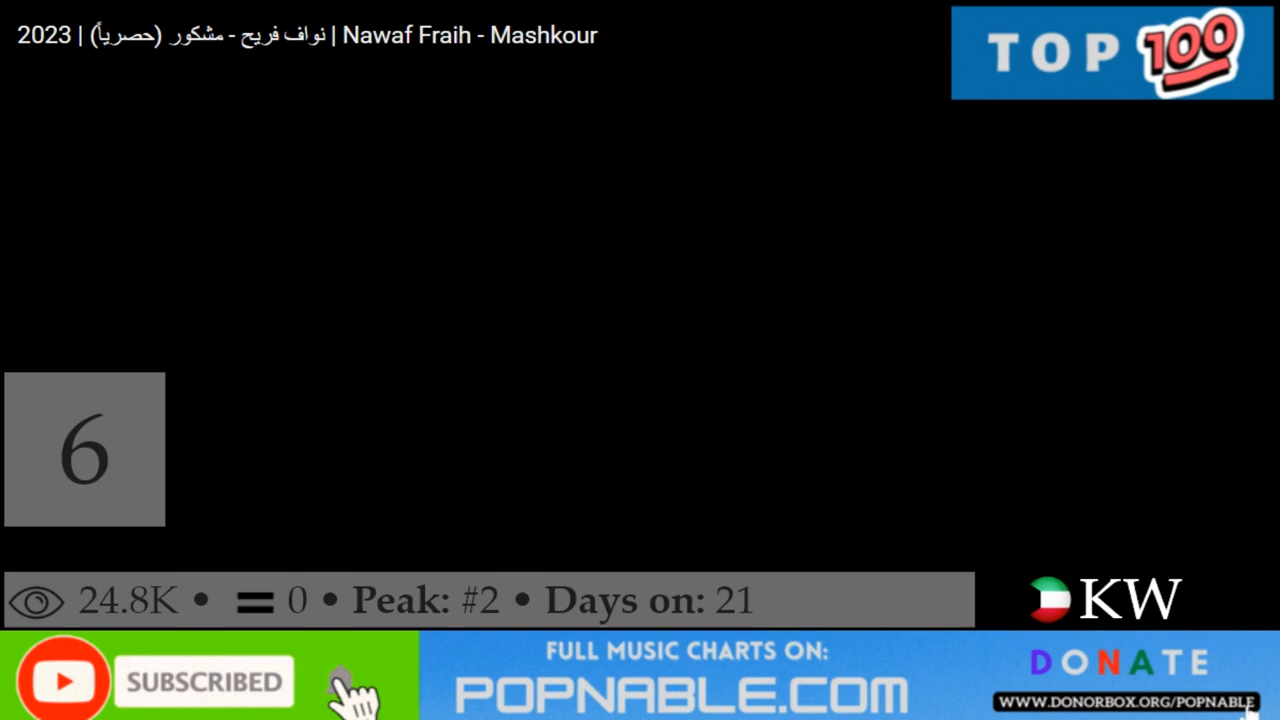 نواف فريح - مشكور (حصرياً) | 2023 | Nawaf Fraih - Mashkour
TOP 100
6
24.8K • = 0 • Peak: #2 • Days on: 21
KW
SUBSCRIBED
FULL MUSIC CHARTS ON:
POPNABLE.COM
DONATE
WWW.DONORBOX.ORG/POPNABLE